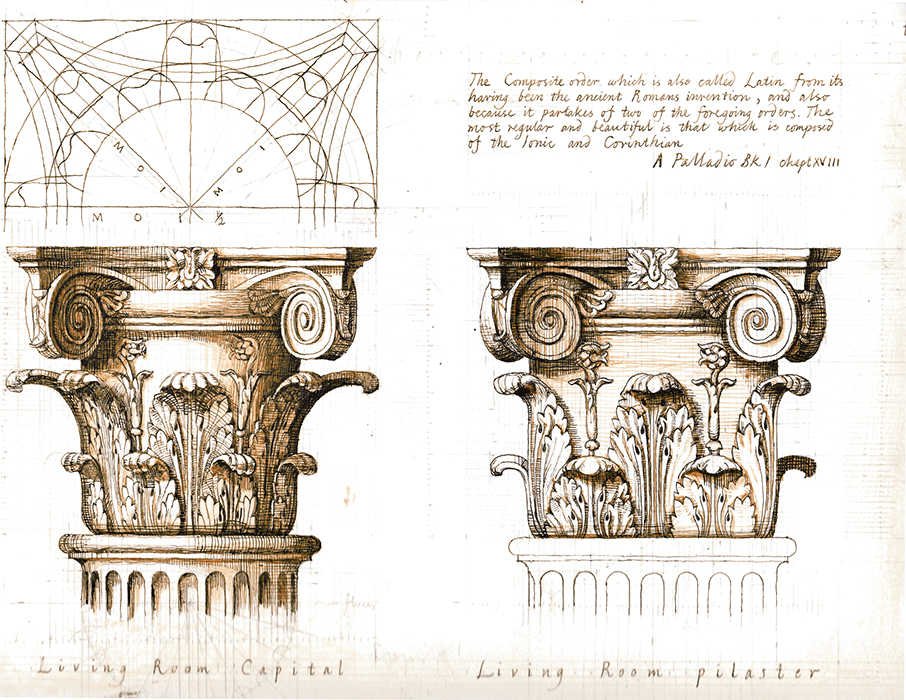 The Composite order which is also called Latin from its
having been the ancient Romans invention, and also
because it partakes of two of the foregoing orders. The
most regular and beautiful is that which is composed
of the Ionic and Corinthian
A Palladio Bk I chapt XVIII
M O I
M O I
M O I ½
Living Room Capital
Living Room pilaster